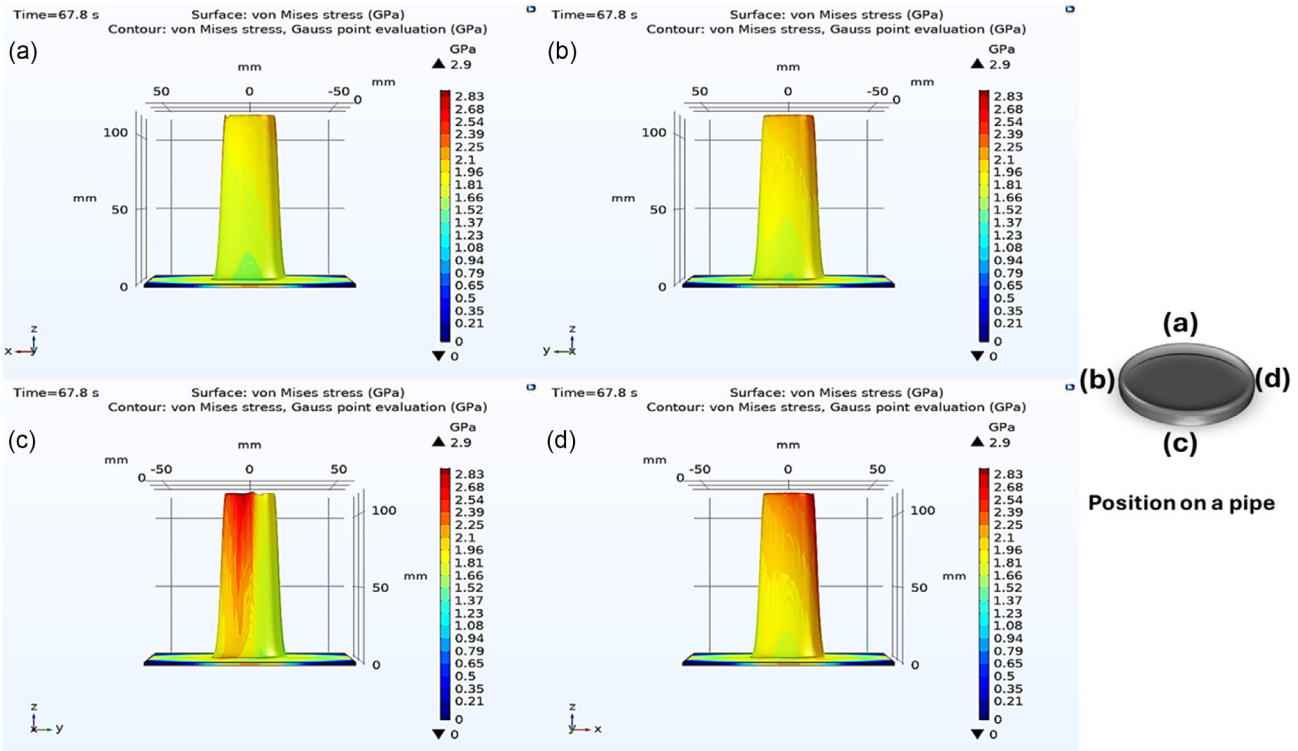 Time=67.8 s Surface: von Mises stress (GPa)
Contour: von Mises stress, Gauss point evaluation (GPa)
(a)
GPa
▲ 2.9
mm
mm
50 0 -50 0
100
mm
50
0
2.83
2.68
2.54
2.39
2.25
2.1
1.96
1.81
1.66
1.52
1.37
1.23
1.08
0.94
0.79
0.65
0.5
0.35
0.21
0
▼ 0
z
x y
Time=67.8 s Surface: von Mises stress (GPa)
Contour: von Mises stress, Gauss point evaluation (GPa)
(b)
GPa
▲ 2.9
mm
mm
50 0 -50 0
100
mm
50
0
2.83
2.68
2.54
2.39
2.25
2.1
1.96
1.81
1.66
1.52
1.37
1.23
1.08
0.94
0.79
0.65
0.5
0.35
0.21
0
▼ 0
z
y x
Time=67.8 s Surface: von Mises stress (GPa)
Contour: von Mises stress, Gauss point evaluation (GPa)
(c)
GPa
▲ 2.9
mm
mm
0 -50 0 50
100
50
mm
0
2.83
2.68
2.54
2.39
2.25
2.1
1.96
1.81
1.66
1.52
1.37
1.23
1.08
0.94
0.79
0.65
0.5
0.35
0.21
0
▼ 0
z
x y
Time=67.8 s Surface: von Mises stress (GPa)
Contour: von Mises stress, Gauss point evaluation (GPa)
(d)
GPa
▲ 2.9
mm
mm
0 -50 0 50
100
50
mm
0
2.83
2.68
2.54
2.39
2.25
2.1
1.96
1.81
1.66
1.52
1.37
1.23
1.08
0.94
0.79
0.65
0.5
0.35
0.21
0
▼ 0
z
y x
(a)
(b) (d)
(c)
Position on a pipe